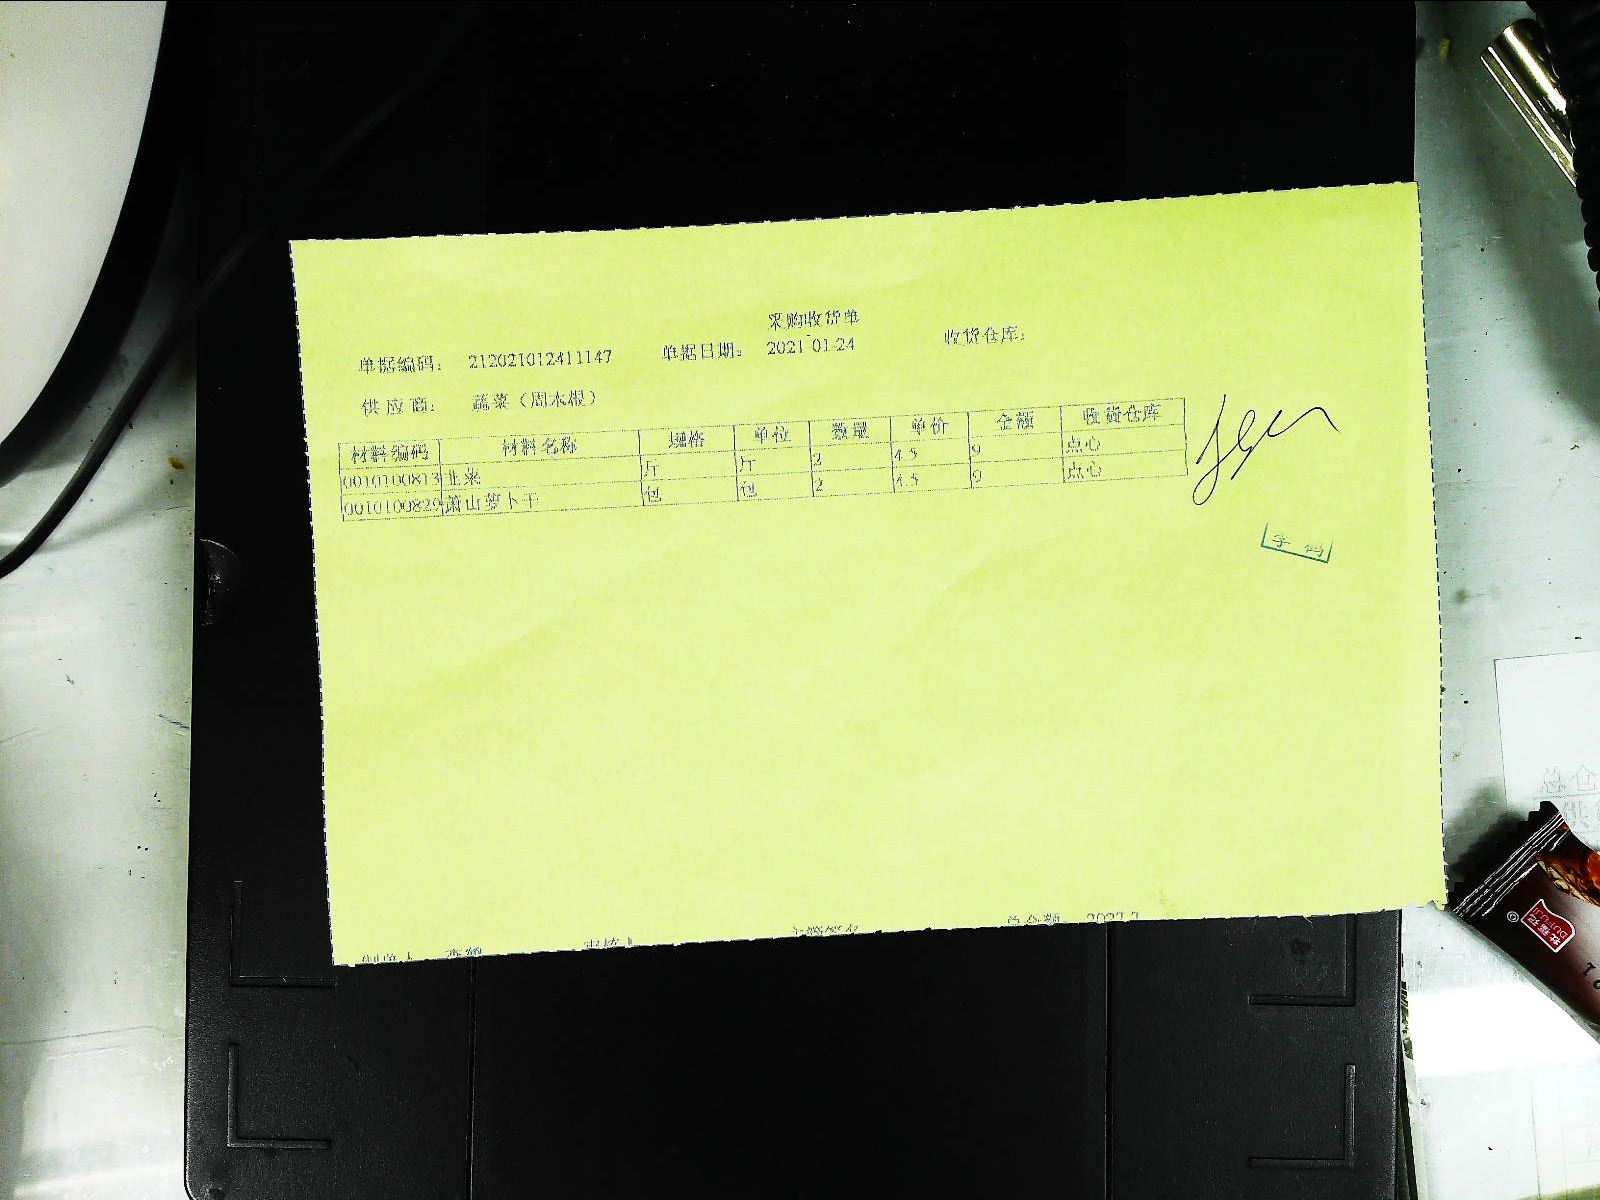 采购收货单
单据编码： 212021012411147 单据日期： 2021-01-24 收货仓库：
供应商： 蔬菜（周木根）
材料编码 材料名称 规格 单位 数量 单价 金额 收货仓库
0010100813 韭菜 斤 斤 2 4.5 9 点心
0010100829 萧山萝卜干 包 包 2 4.5 9 点心
总仓